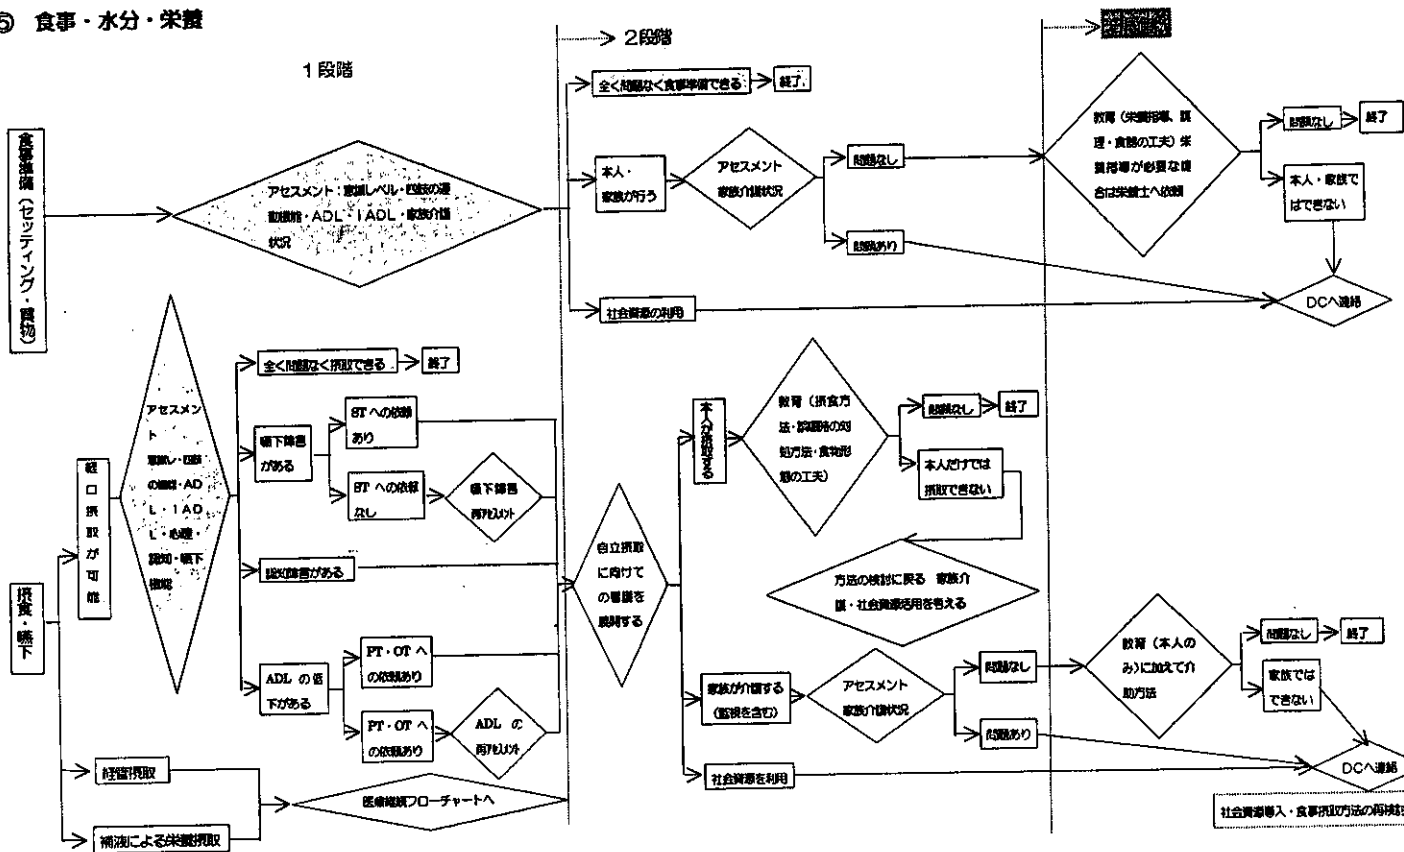 ⑤ 食事・水分・栄養
1段階
2段階
食事準備(セッティング・買物)
アセスメント:意識レベル・四肢の運
動機能・ADL・IADL・家族介護
状況
全く問題なく食事準備できる
終了
本人・
家族が行う
アセスメント
家族介護状況
問題なし
問題あり
社会資源の利用
教育(栄養指導、調
理・食器の工夫)栄
養指導が必要な場
合は栄養士へ依頼
問題なし
終了
本人・家族で
はできない
DCへ連絡
摂食・嚥下
経口摂取が可能
アセスメン
ト
意識レ・四肢
の機能・AD
L・IAD
L・心理・
認知・嚥下
機能
全く問題なく摂取できる
終了
嚥下障害
がある
STへの依頼
あり
STへの依頼
なし
嚥下障害
再アセスメント
認知障害がある
ADLの低
下がある
PT・OTへ
の依頼あり
PT・OTへ
の依頼あり
ADLの
再アセスメント
経管摂取
補液による栄養摂取
医療継続フローチャートへ
自立摂取
に向けて
の看護を
展開する
本人が摂取する
教育(摂食方
法・誤嚥時の対
処方法・食物形
態の工夫)
問題なし
終了
本人だけでは
摂取できない
方法の検討に戻る 家族介
護・社会資源活用を考える
家族が介護する
(監視を含む)
アセスメント
家族介護状況
問題なし
問題あり
社会資源を利用
教育(本人の
み)に加えて介
助方法
問題なし
終了
家族では
できない
DCへ連絡
社会資源導入・食事摂取方法の再検討